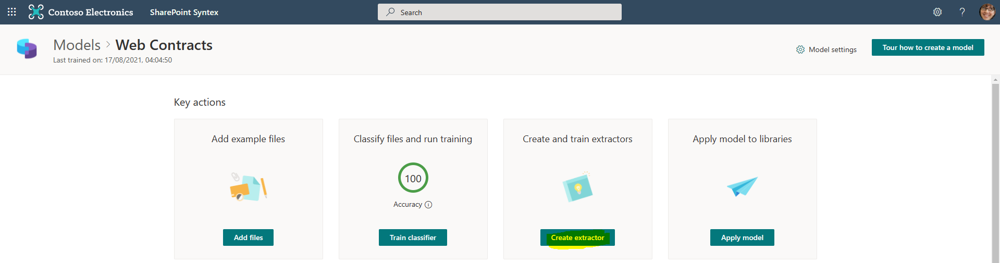 Contoso Electronics SharePoint Syntex Search ?
Models > Web Contracts
Last trained on: 17/08/2021, 04:04:50
Model settings
Tour how to create a model
Key actions
Add example files
Add files
Classify files and run training
100
Accuracy
Train classifier
Create and train extractors
Create extractor
Apply model to libraries
Apply model